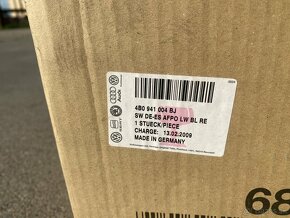 4B0 941 004 BJ
SW DE-ES AFPO LW BL RE
1 STUECK/PIECE
CHARGE: 13.02.2009
MADE IN GERMANY
Audi
68